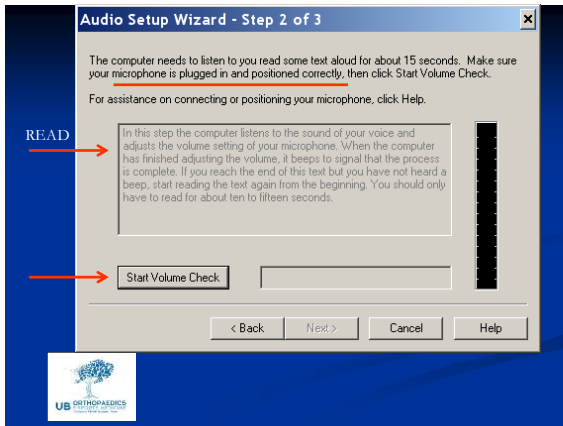 Audio Setup Wizard - Step 2 of 3
The computer needs to listen to you read some text aloud for about 15 seconds. Make sure
your microphone is plugged in and positioned correctly, then click Start Volume Check.
For assistance on connecting or positioning your microphone, click Help.
READ
In this step the computer listens to the sound of your voice and
adjusts the volume setting of your microphone. When the computer
has finished adjusting the volume, it beeps to signal that the process
is complete. If you reach the end of this text but you have not heard a
beep, start reading the text again from the beginning. You should only
have to read for about ten to fifteen seconds.
Start Volume Check
< Back
Next >
Cancel
Help
UB ORTHOPAEDICS
& SPORTS MEDICINE